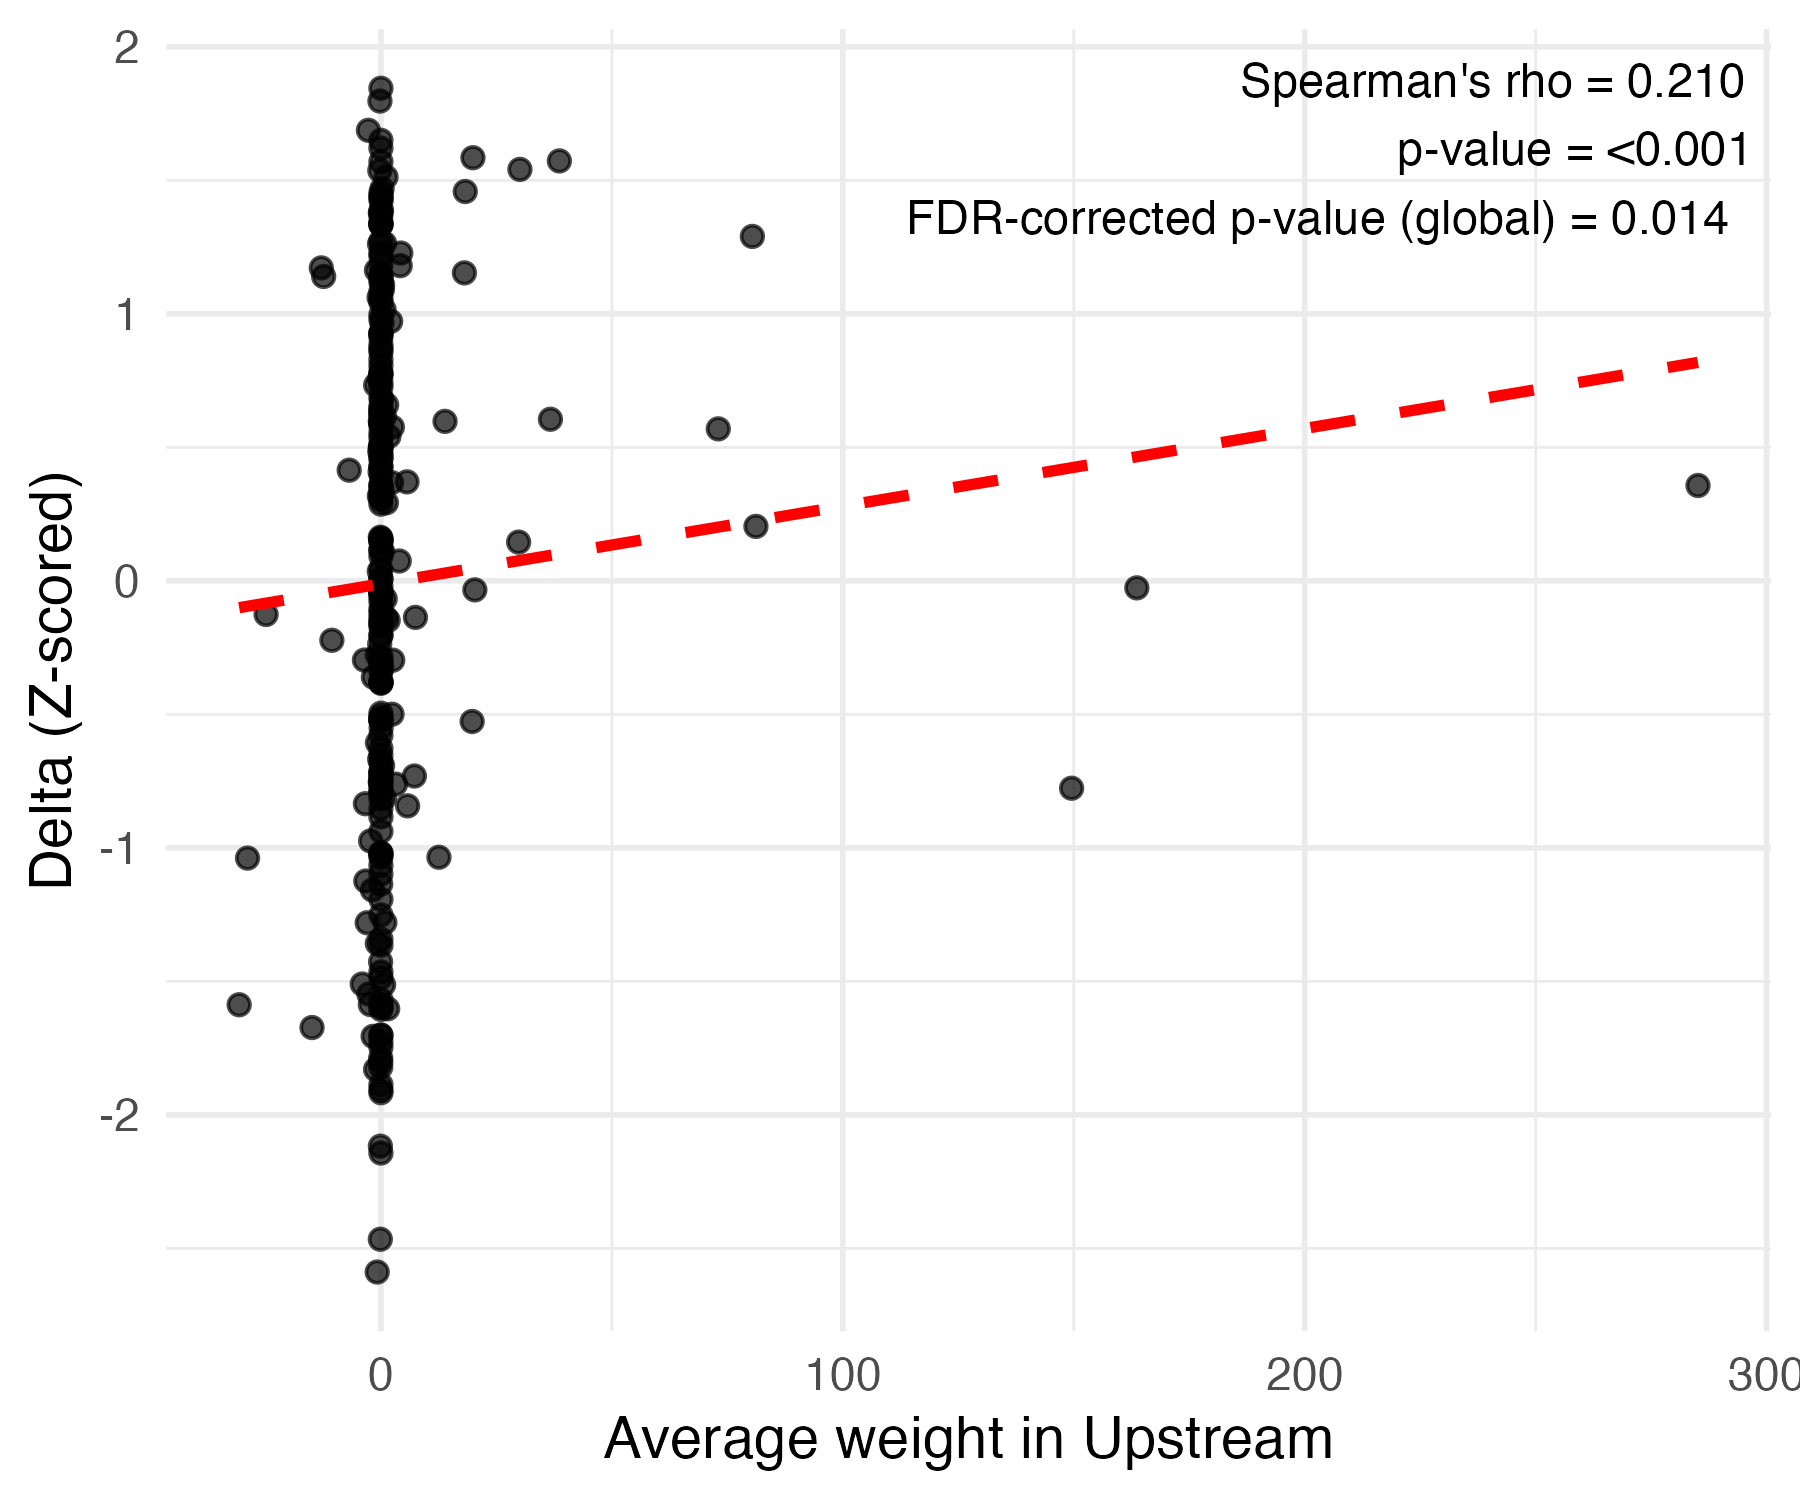 Spearman's rho = 0.210
p-value = <0.001
FDR-corrected p-value (global) = 0.014
2
1
0
-1
-2
Delta (Z-scored)
0 100 200 300
Average weight in Upstream